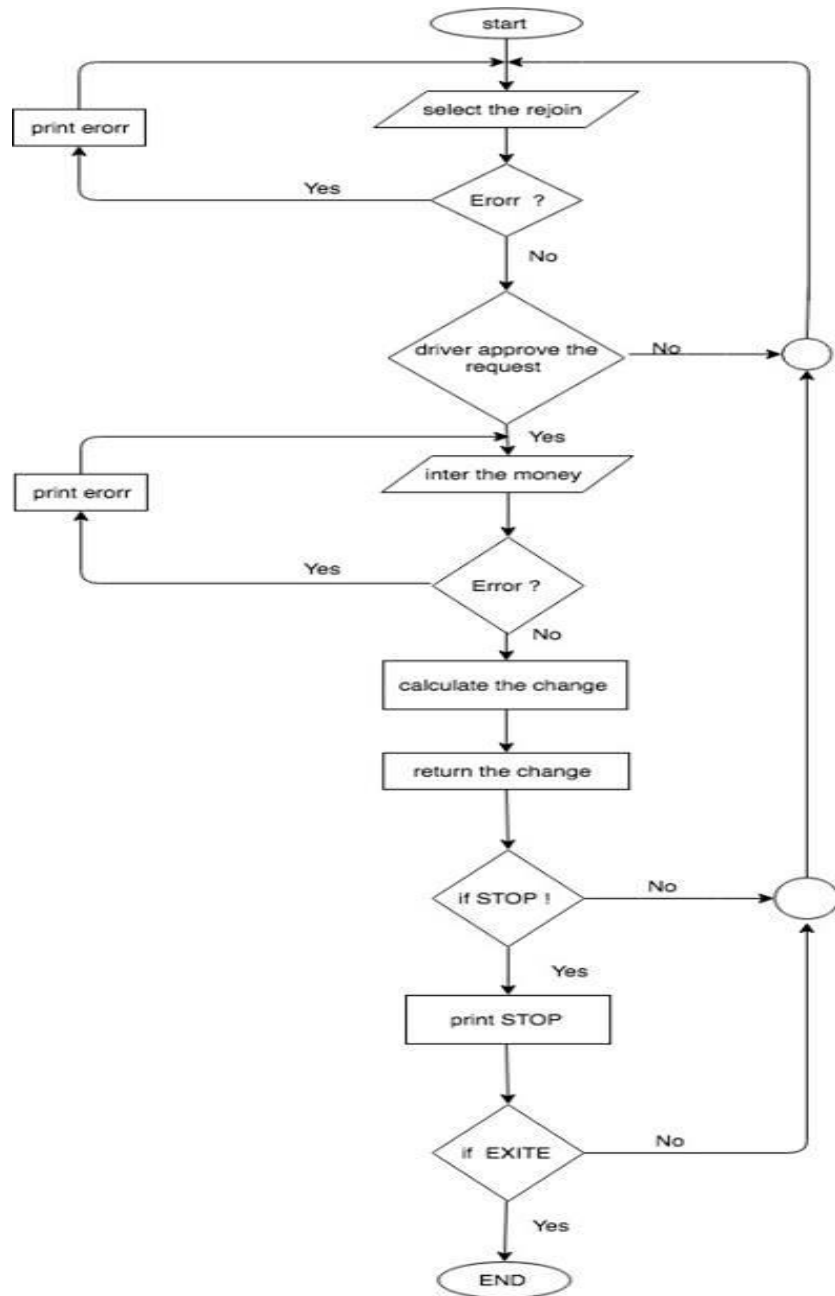 start
select the rejoin
print erorr
Yes
Erorr ?
No
driver approve the
request
No
Yes
inter the money
print erorr
Yes
Error ?
No
calculate the change
return the change
if STOP !
No
Yes
print STOP
if EXITE
No
Yes
END